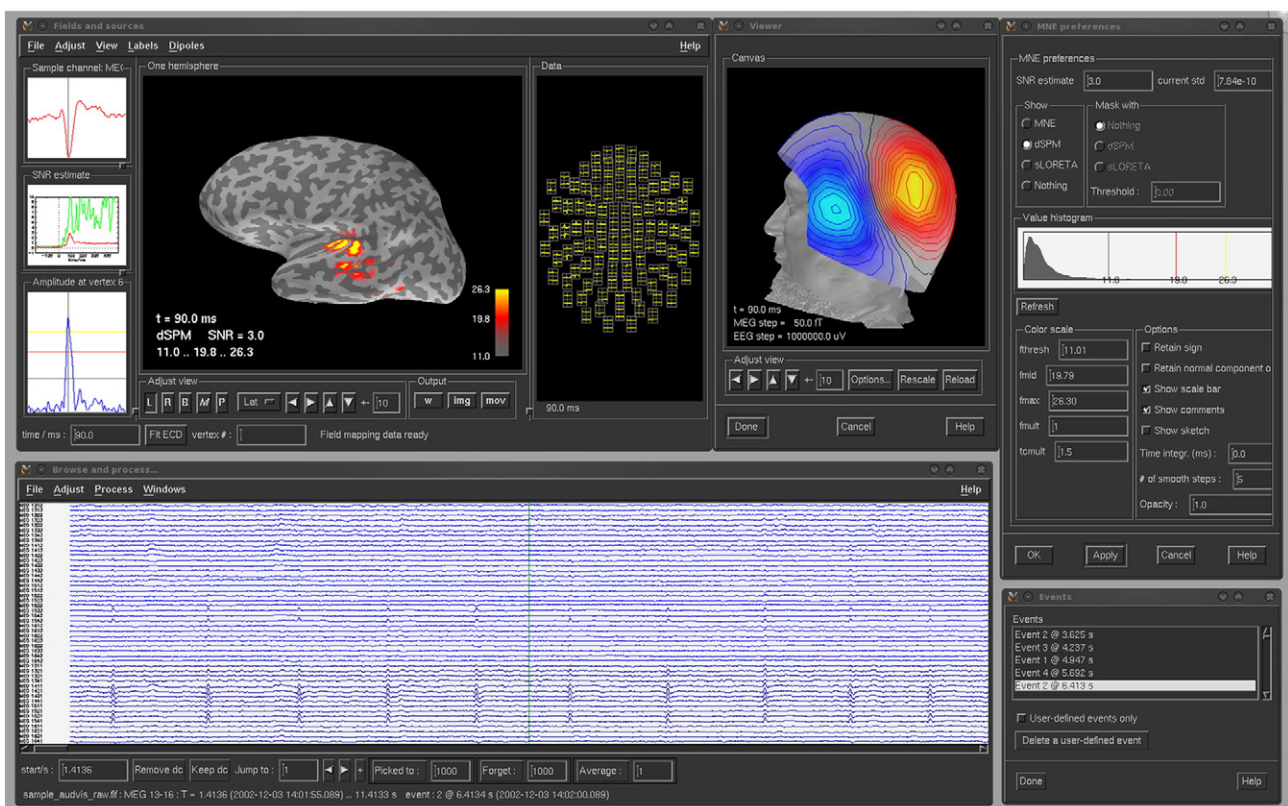 Fields and sources
File Adjust View Labels Dipoles Help
Sample channel: ME
One hemisphere
Data
SNR estimate
-100 0 100 200 300 400
time/ms
Amplitude at vertex 6
t = 90.0 ms
dSPM SNR = 3.0
11.0 .. 19.8 .. 26.3
26.3
19.8
11.0
Adjust view
L R B M P Lat +- 10
Output
w img mov
90.0 ms
time / ms : 90.0 Fit ECD vertex # : Field mapping data ready
Viewer
Canvas
t = 90.0 ms
MEG step = 50.0 fT
EEG step = 1000000.0 uV
Adjust view
+- 10 Options... Rescale Reload
Done Cancel Help
MNE preferences
MNE preferences
SNR estimate 3.0 current std 7.84e-10
Show Mask with
MNE Nothing
dSPM dSPM
sLORETA sLORETA
Nothing Threshold : 0.00
Value histogram
11.0 19.8 26.3
Refresh
Color scale Options
fthresh 11.01 Retain sign
fmid 19.79 Retain normal component o
fmax 26.30 Show scale bar
fmult 1 Show comments
tcmult 1.5 Show sketch
Time integr. (ms) : 0.0
# of smooth steps : 5
Opacity : 1.0
OK Apply Cancel Help
Browse and process...
File Adjust Process Windows Help
start/s : 1.4136 Remove dc Keep dc Jump to : 1 + Picked to : 1000 Forget : 1000 Average : 1
sample_audvis_raw.fif : MEG 13-16 : T = 1.4136 (2002-12-03 14:01:55.089) ... 11.4133 s event : 2 @ 6.4134 s (2002-12-03 14:02:00.089)
Events
Events
Event 2 @ 3.625 s
Event 3 @ 4.237 s
Event 1 @ 4.947 s
Event 4 @ 5.692 s
Event 2 @ 6.413 s
User-defined events only
Delete a user-defined event
Done Help